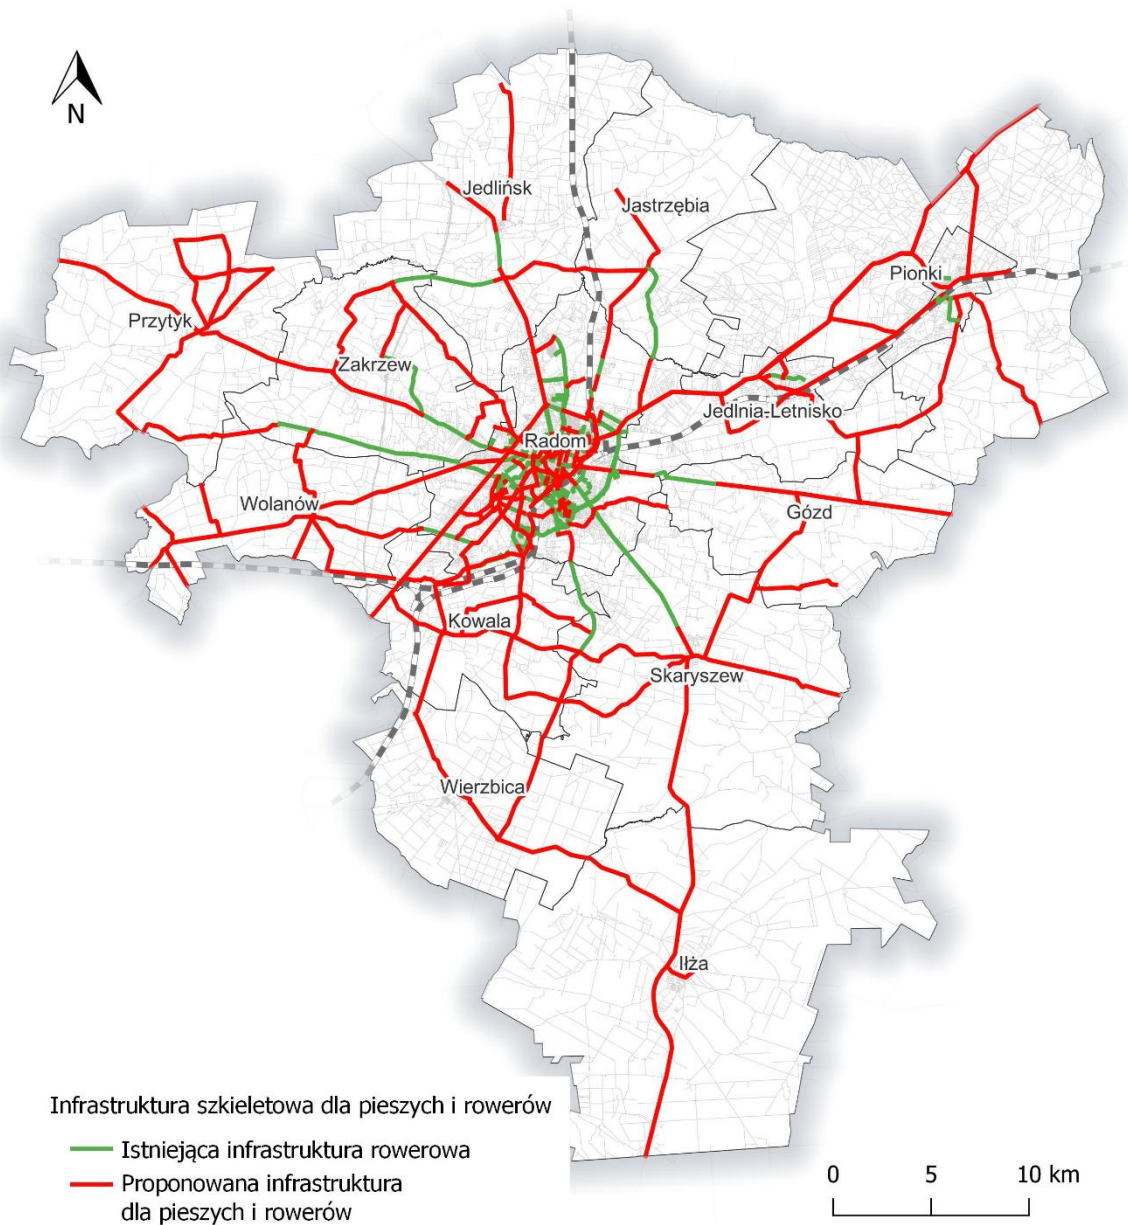 N
Jedlińsk
Jastrzębia
Pionki
Przytyk
Zakrzew
Jedlnia-Letnisko
Radom
Wolanów
Gózd
Kowala
Skaryszew
Wierzbica
Iłża
Infrastruktura szkieletowa dla pieszych i rowerów
Istniejąca infrastruktura rowerowa
Proponowana infrastruktura
dla pieszych i rowerów
0 5 10 km